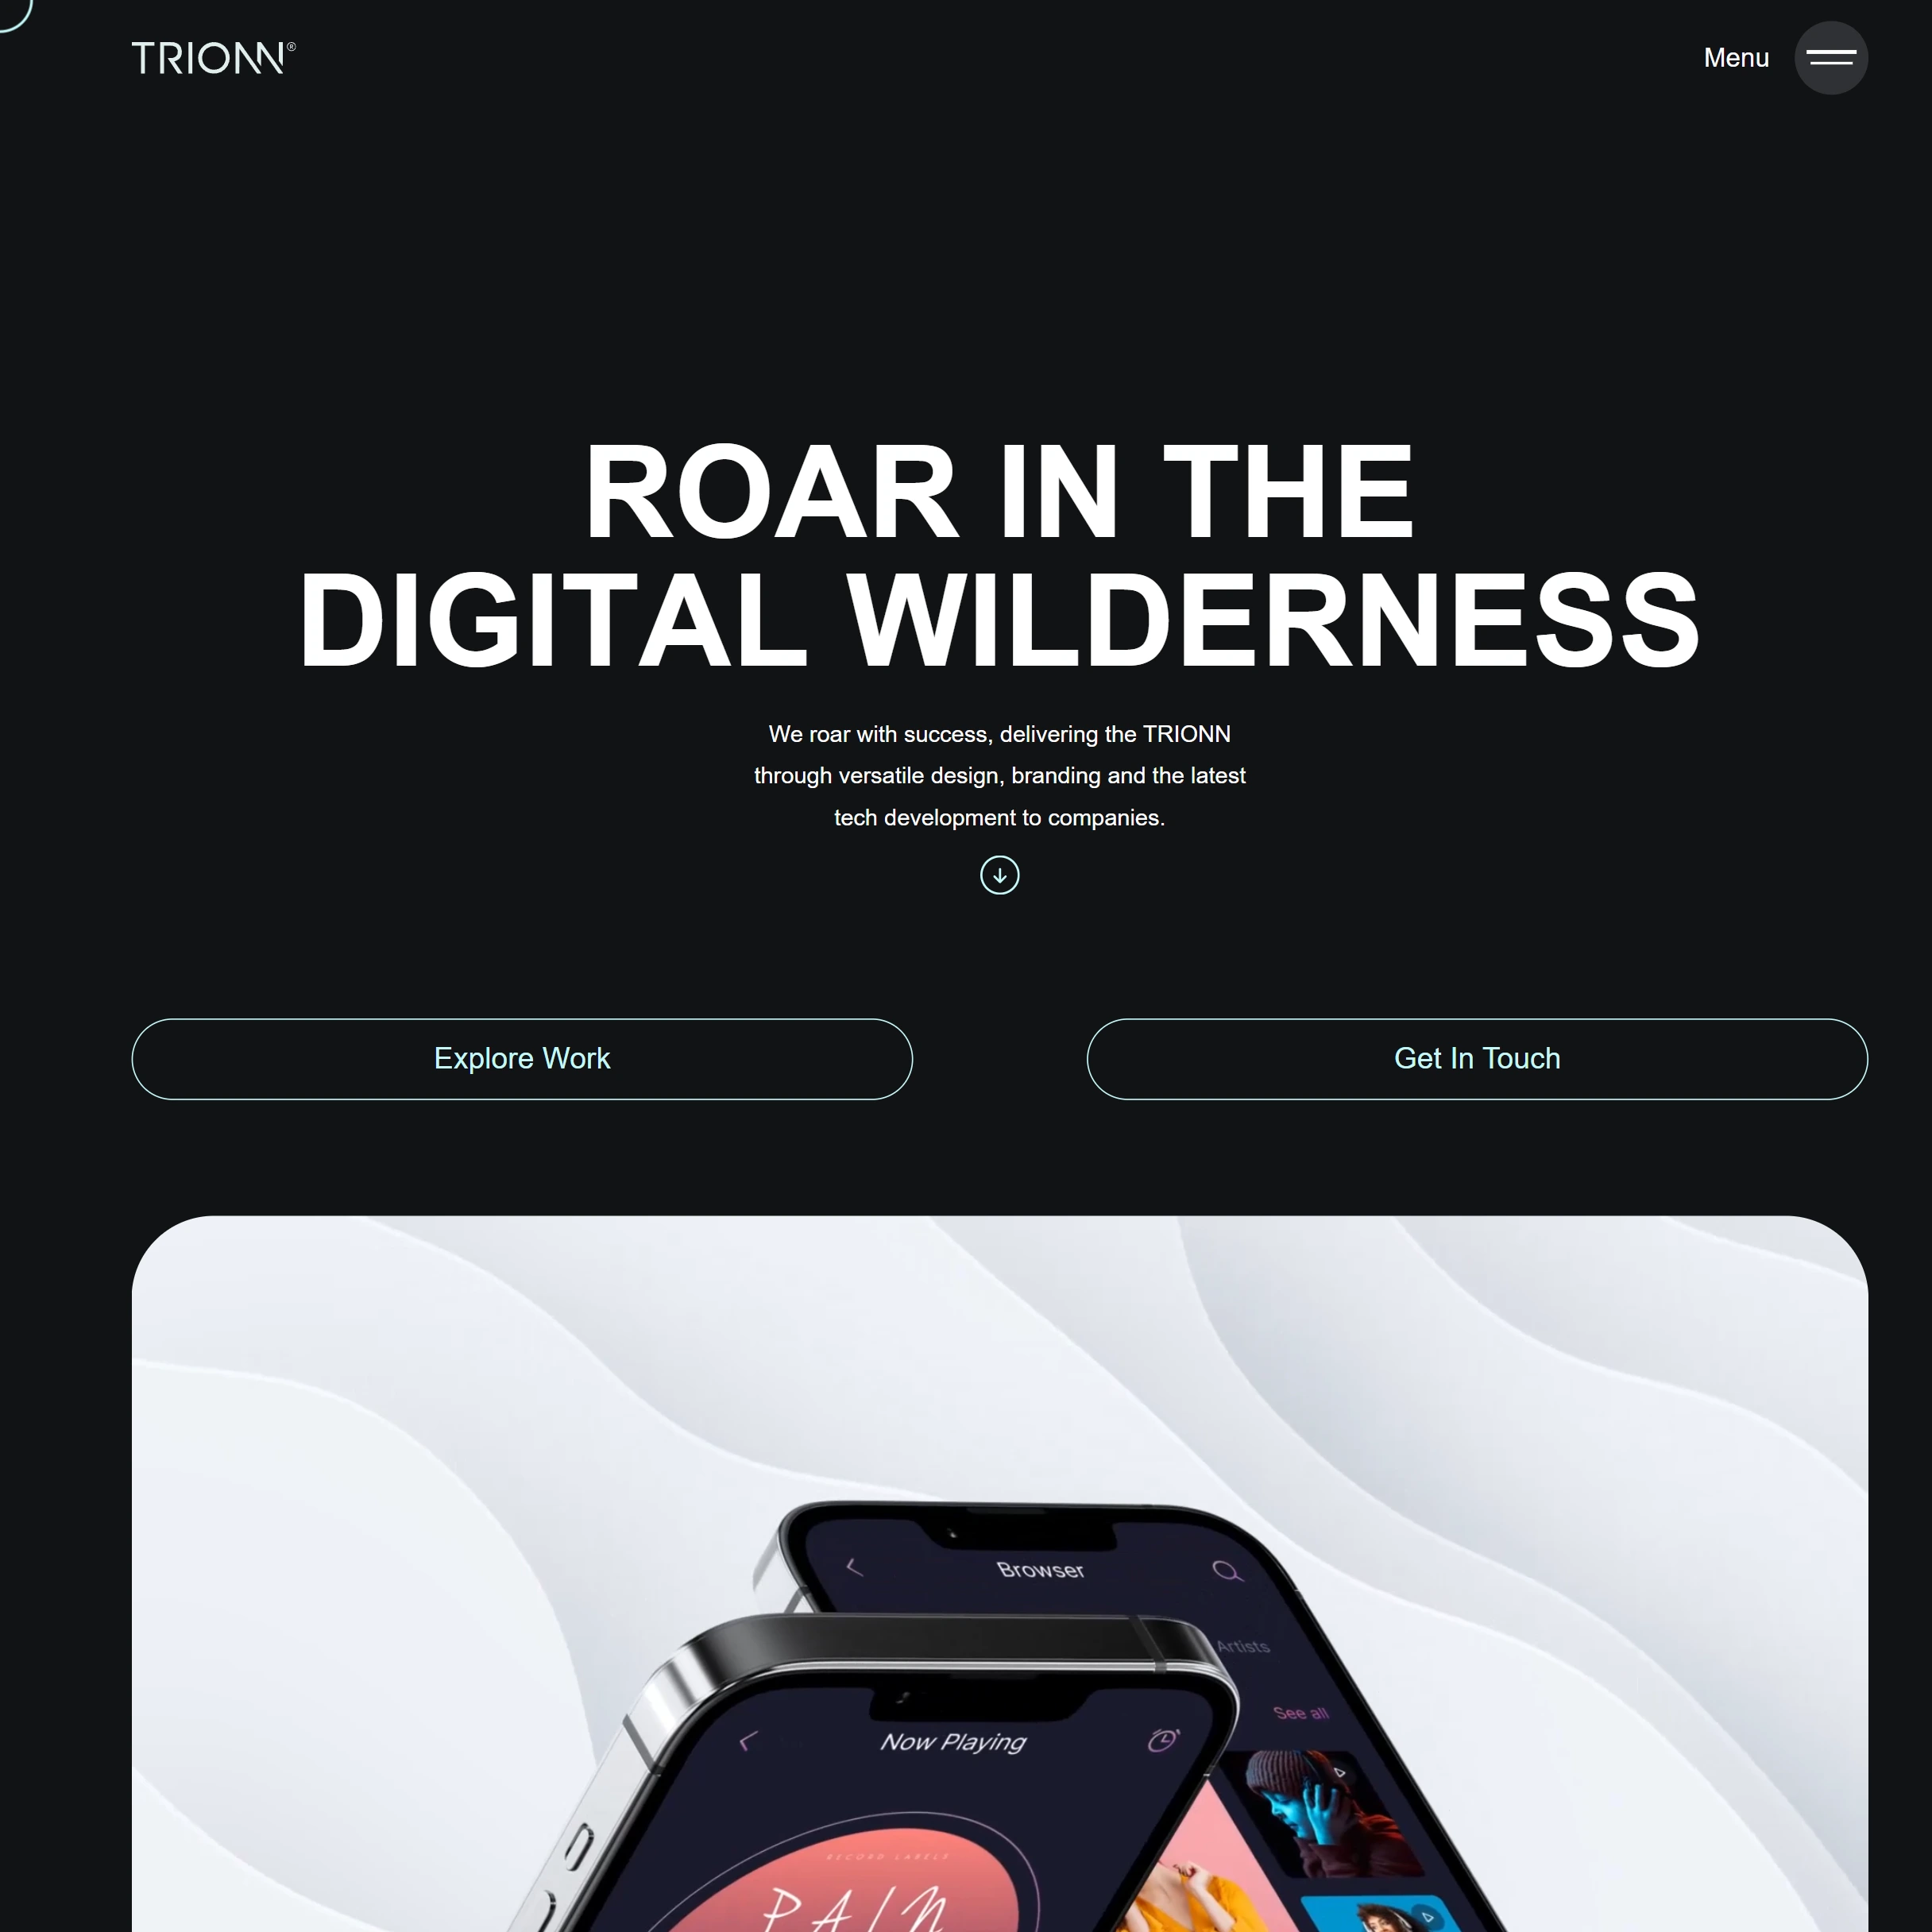 TRIONN®
Menu
ROAR IN THE
DIGITAL WILDERNESS
We roar with success, delivering the TRIONN
through versatile design, branding and the latest
tech development to companies.
Explore Work
Get In Touch
Browser
Artists
See all
Now Playing
RECORD LABELS
PAIN